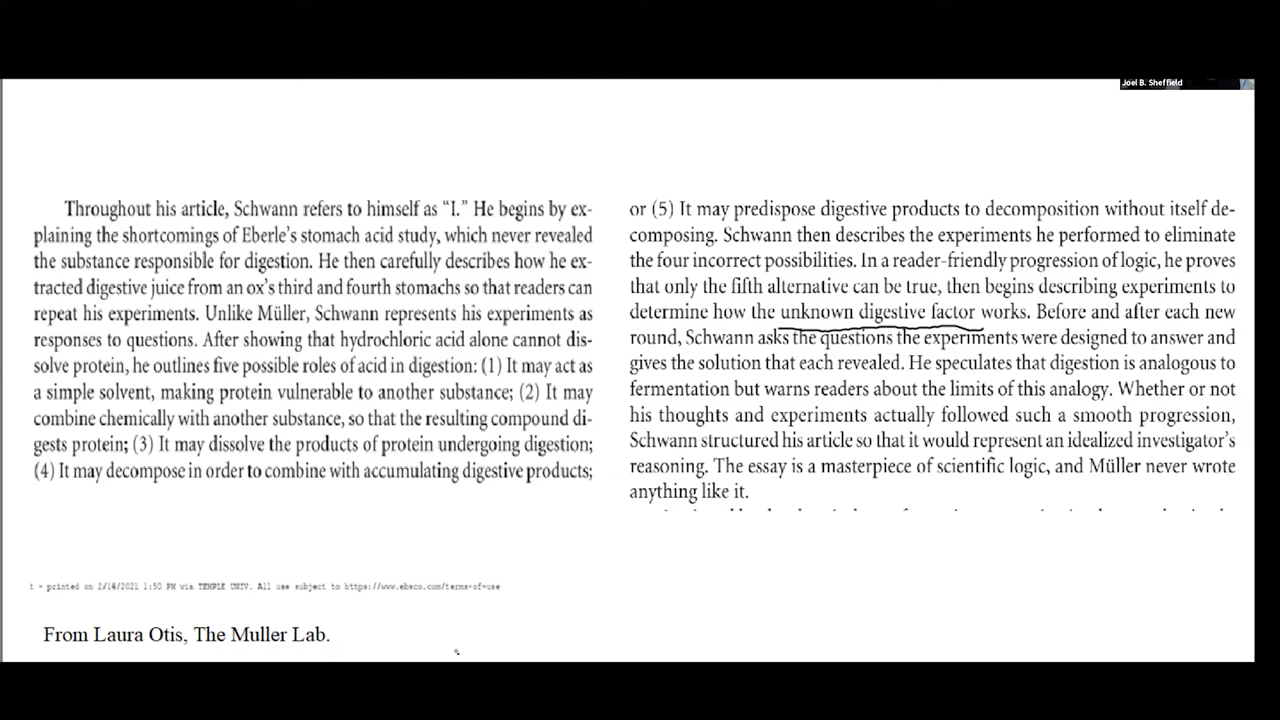 Joel B. Sheffield
Throughout his article, Schwann refers to himself as “I.” He begins by ex-
plaining the shortcomings of Eberle’s stomach acid study, which never revealed
the substance responsible for digestion. He then carefully describes how he ex-
tracted digestive juice from an ox’s third and fourth stomachs so that readers can
repeat his experiments. Unlike Müller, Schwann represents his experiments as
responses to questions. After showing that hydrochloric acid alone cannot dis-
solve protein, he outlines five possible roles of acid in digestion: (1) It may act as
a simple solvent, making protein vulnerable to another substance; (2) It may
combine chemically with another substance, so that the resulting compound di-
gests protein; (3) It may dissolve the products of protein undergoing digestion;
(4) It may decompose in order to combine with accumulating digestive products;
or (5) It may predispose digestive products to decomposition without itself de-
composing. Schwann then describes the experiments he performed to eliminate
the four incorrect possibilities. In a reader-friendly progression of logic, he proves
that only the fifth alternative can be true, then begins describing experiments to
determine how the unknown digestive factor works. Before and after each new
round, Schwann asks the questions the experiments were designed to answer and
gives the solution that each revealed. He speculates that digestion is analogous to
fermentation but warns readers about the limits of this analogy. Whether or not
his thoughts and experiments actually followed such a smooth progression,
Schwann structured his article so that it would represent an idealized investigator’s
reasoning. The essay is a masterpiece of scientific logic, and Müller never wrote
anything like it.
t - printed on 2/14/2021 1:50 PM via TEMPLE UNIV. All use subject to https://www.ebsco.com/terms-of-use
From Laura Otis, The Muller Lab.